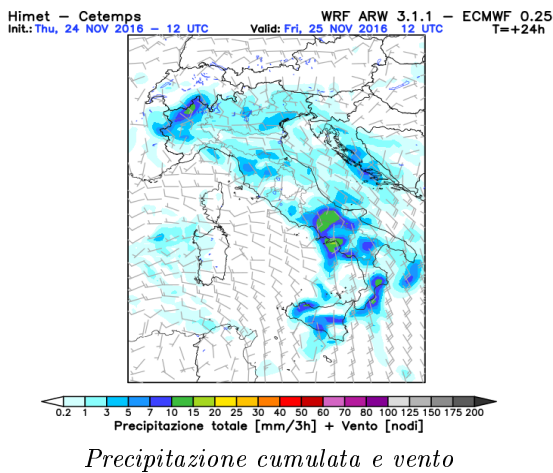 Himet – Cetemps WRF ARW 3.1.1 – ECMWF 0.25
Init.: Thu, 24 NOV 2016 – 12 UTC Valid: Fri, 25 NOV 2016 12 UTC T=+24h
0.2 1 3 5 7 10 15 20 25 30 40 50 60 70 80 100 125 150 175 200
Precipitazione totale [mm/3h] + Vento [nodi]
Precipitazione cumulata e vento